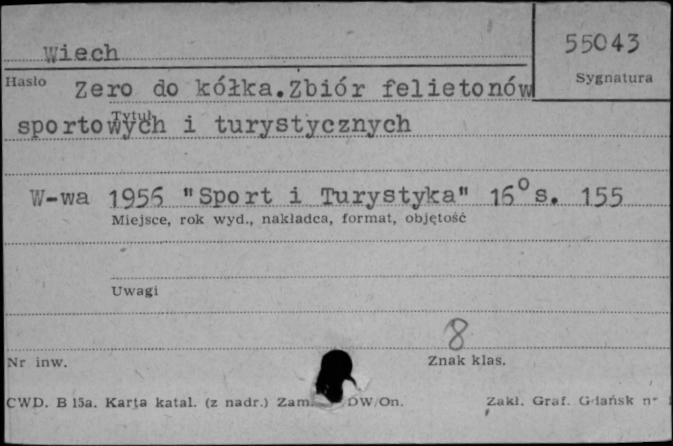 Wiech
55043
Hasło
Sygnatura
Zero do kółka.Zbiór felietonów
Tytuł
sportowych i turystycznych
W-wa 1956 "Sport i Turystyka" 16° s. 155
Miejsce, rok wyd., nakładca, format, objętość
Uwagi
8
Nr inw.
Znak klas.
CWD. B 15a. Karta katal. (z nadr.) Zam. DW/On.
Zakł. Graf. Gdańsk n-